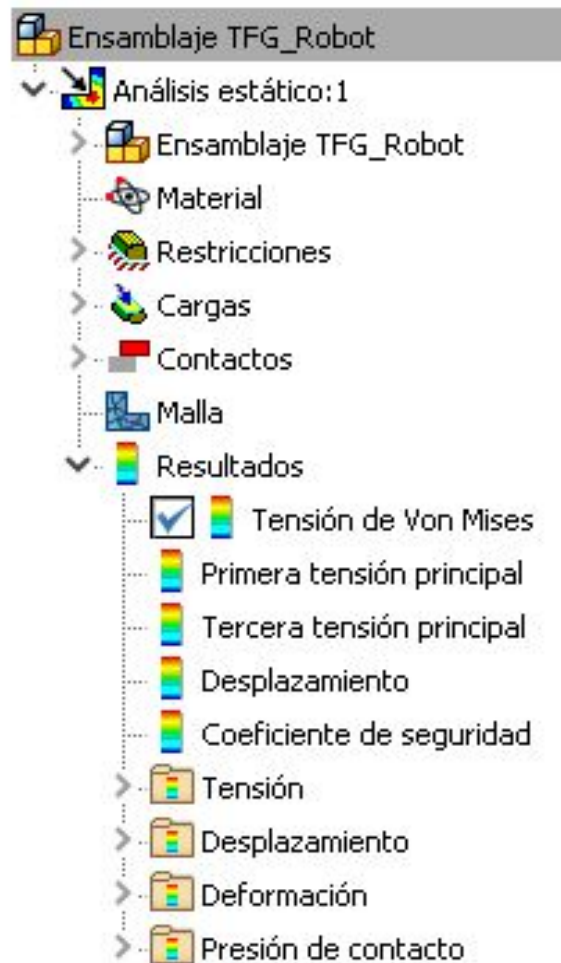 Ensamblaje TFG_Robot
Análisis estático:1
Ensamblaje TFG_Robot
Material
Restricciones
Cargas
Contactos
Malla
Resultados
Tensión de Von Mises
Primera tensión principal
Tercera tensión principal
Desplazamiento
Coeficiente de seguridad
Tensión
Desplazamiento
Deformación
Presión de contacto